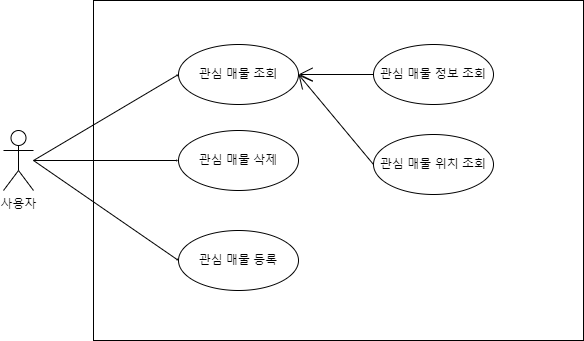 관심 매물 조회
관심 매물 정보 조회
관심 매물 삭제
관심 매물 위치 조회
사용자
관심 매물 등록